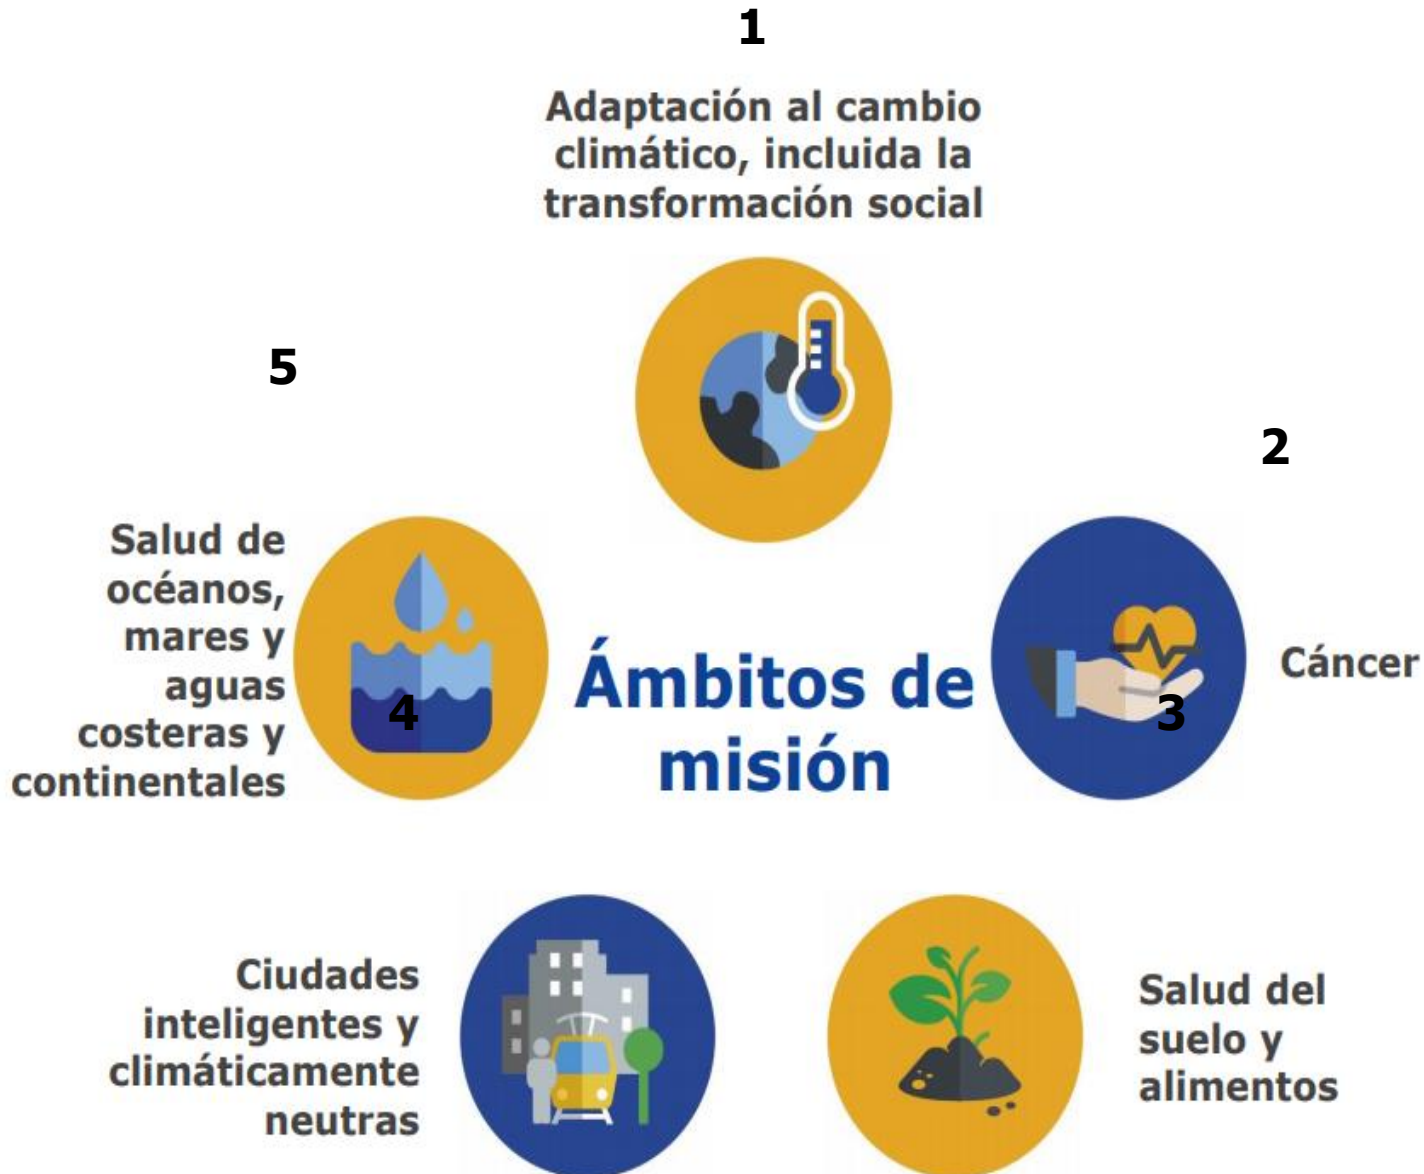 1
Adaptación al cambio
climático, incluida la
transformación social
5
2
Salud de
océanos,
mares y
aguas
costeras y
continentales
4
Ámbitos de
misión
3
Cáncer
Ciudades
inteligentes y
climáticamente
neutras
Salud del
suelo y
alimentos